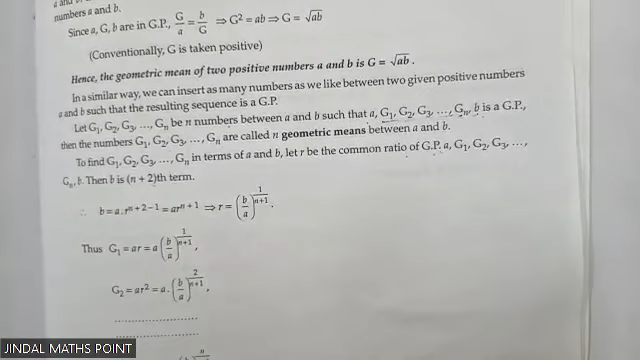 numbers a and b.
Since a, G, b are in G.P., G/a = b/G ⇒ G² = ab ⇒ G = √ab
(Conventionally, G is taken positive)
Hence, the geometric mean of two positive numbers a and b is G = √ab .
In a similar way, we can insert as many numbers as we like between two given positive numbers
a and b such that the resulting sequence is a G.P.
Let G₁, G₂, G₃, …, Gₙ be n numbers between a and b such that a, G₁, G₂, G₃, …, Gₙ, b is a G.P.,
then the numbers G₁, G₂, G₃, …, Gₙ are called n geometric means between a and b.
To find G₁, G₂, G₃, …, Gₙ in terms of a and b, let r be the common ratio of G.P. a, G₁, G₂, G₃, …,
Gₙ, b. Then b is (n + 2)th term.
∴ b = a.r^(n+2–1) = ar^(n+1) ⇒ r = (b/a)^(1/(n+1)) .
Thus G₁ = ar = a (b/a)^(1/(n+1)) ,
G₂ = ar² = a . (b/a)^(2/(n+1)) ,
..............................
..............................
JINDAL MATHS POINT